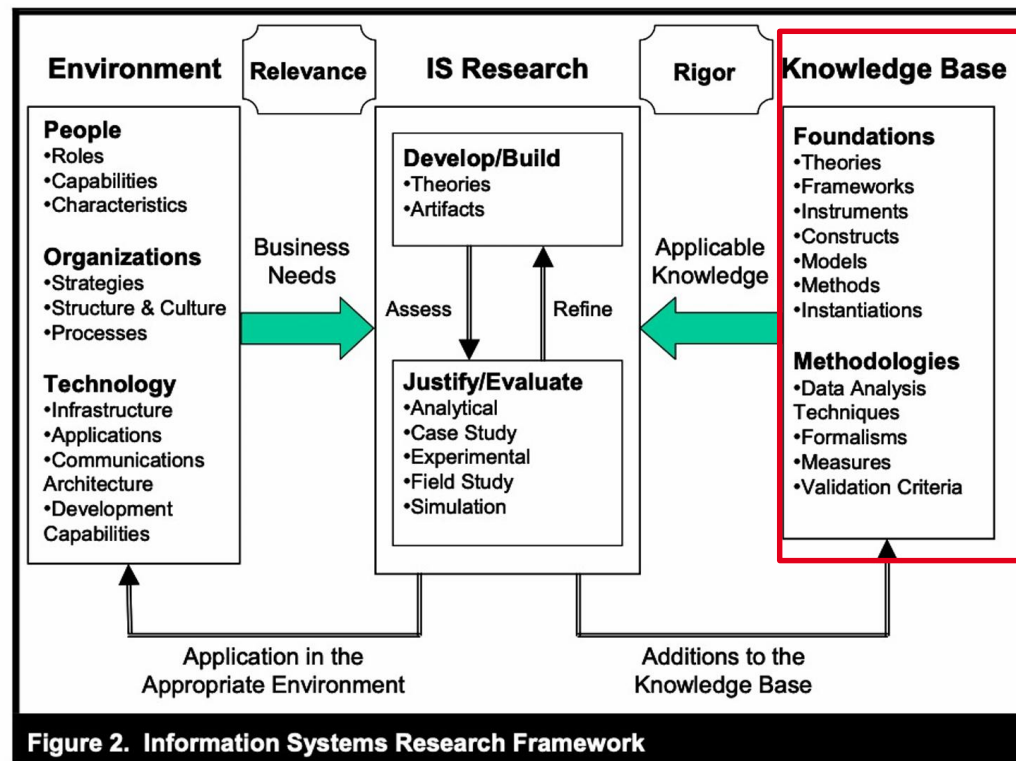 Environment
Relevance
IS Research
Rigor
Knowledge Base
People
•Roles
•Capabilities
•Characteristics
Organizations
•Strategies
•Structure & Culture
•Processes
Technology
•Infrastructure
•Applications
•Communications
Architecture
•Development
Capabilities
Business
Needs
Develop/Build
•Theories
•Artifacts
Assess
Refine
Justify/Evaluate
•Analytical
•Case Study
•Experimental
•Field Study
•Simulation
Applicable
Knowledge
Foundations
•Theories
•Frameworks
•Instruments
•Constructs
•Models
•Methods
•Instantiations
Methodologies
•Data Analysis
Techniques
•Formalisms
•Measures
•Validation Criteria
Application in the
Appropriate Environment
Additions to the
Knowledge Base
Figure 2. Information Systems Research Framework